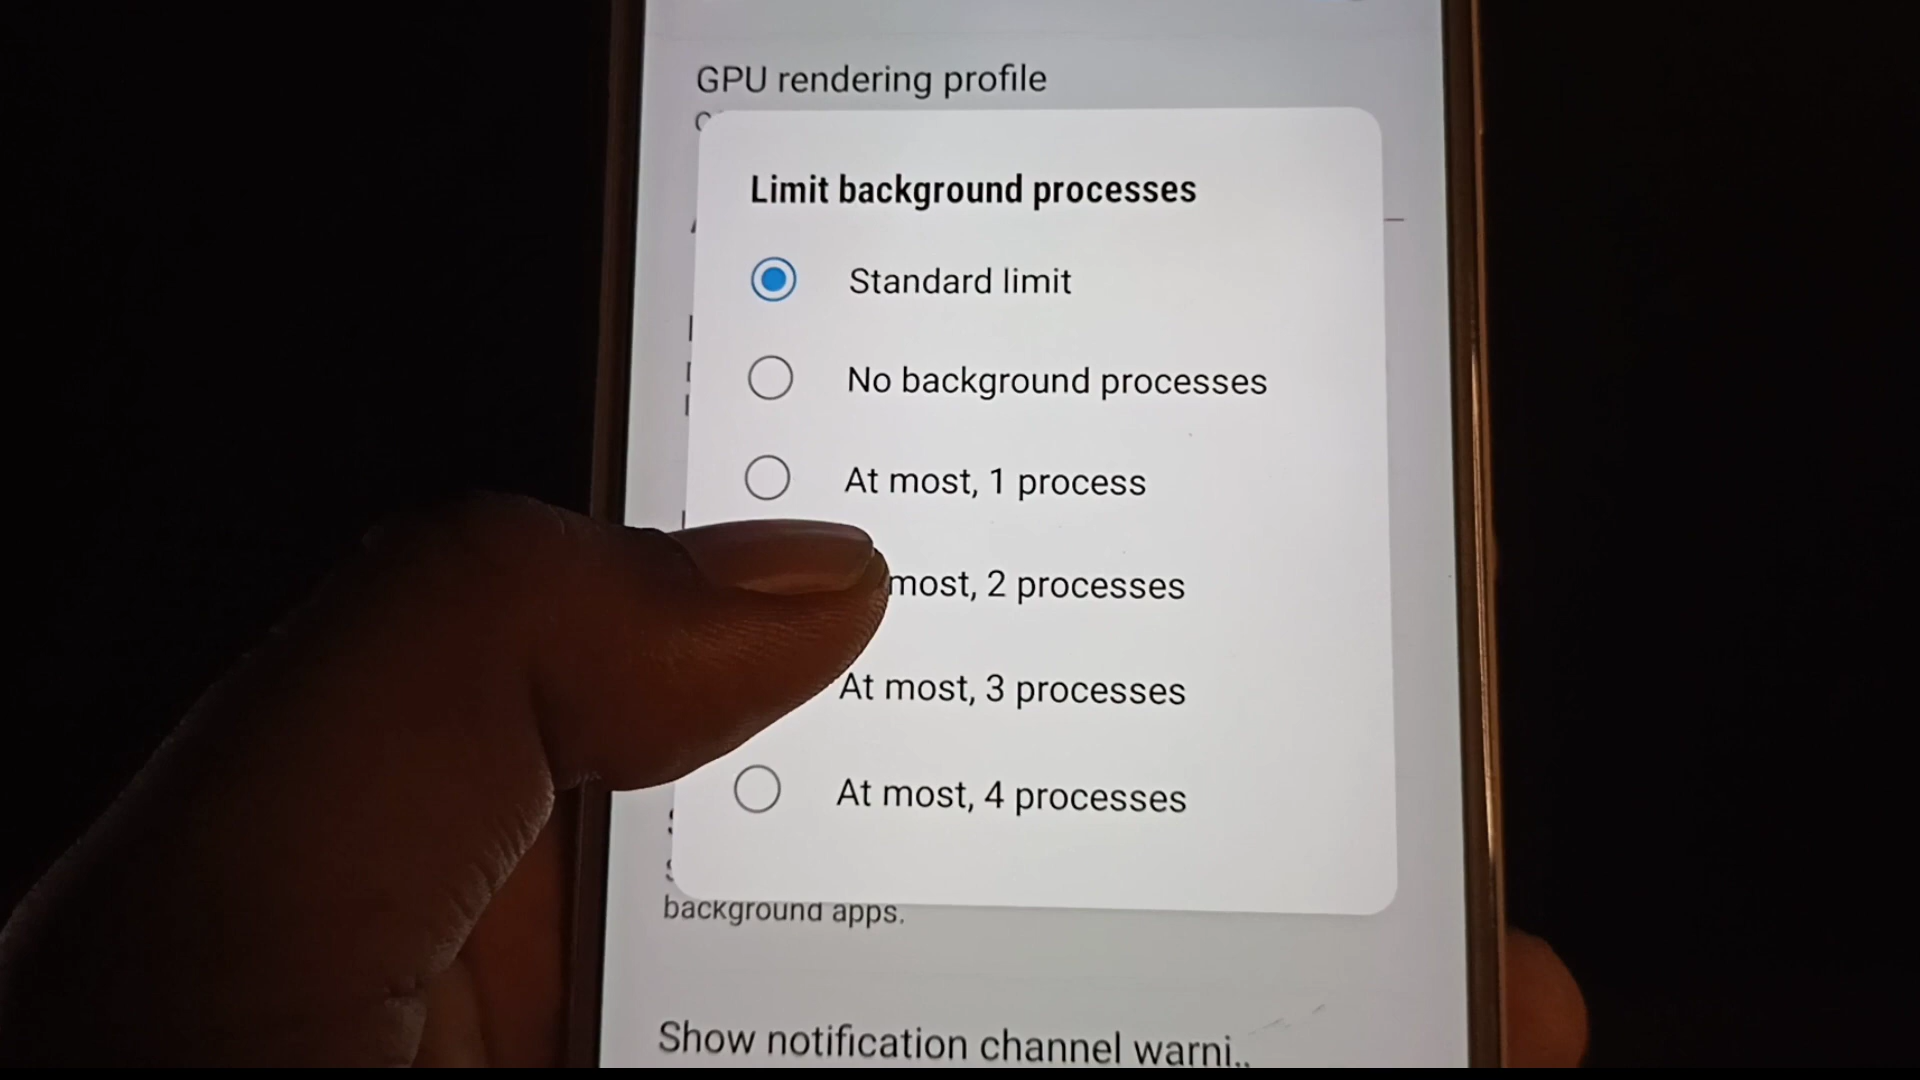 GPU rendering profile
Limit background processes
Standard limit
No background processes
At most, 1 process
most, 2 processes
At most, 3 processes
At most, 4 processes
background apps.
Show notification channel warni..